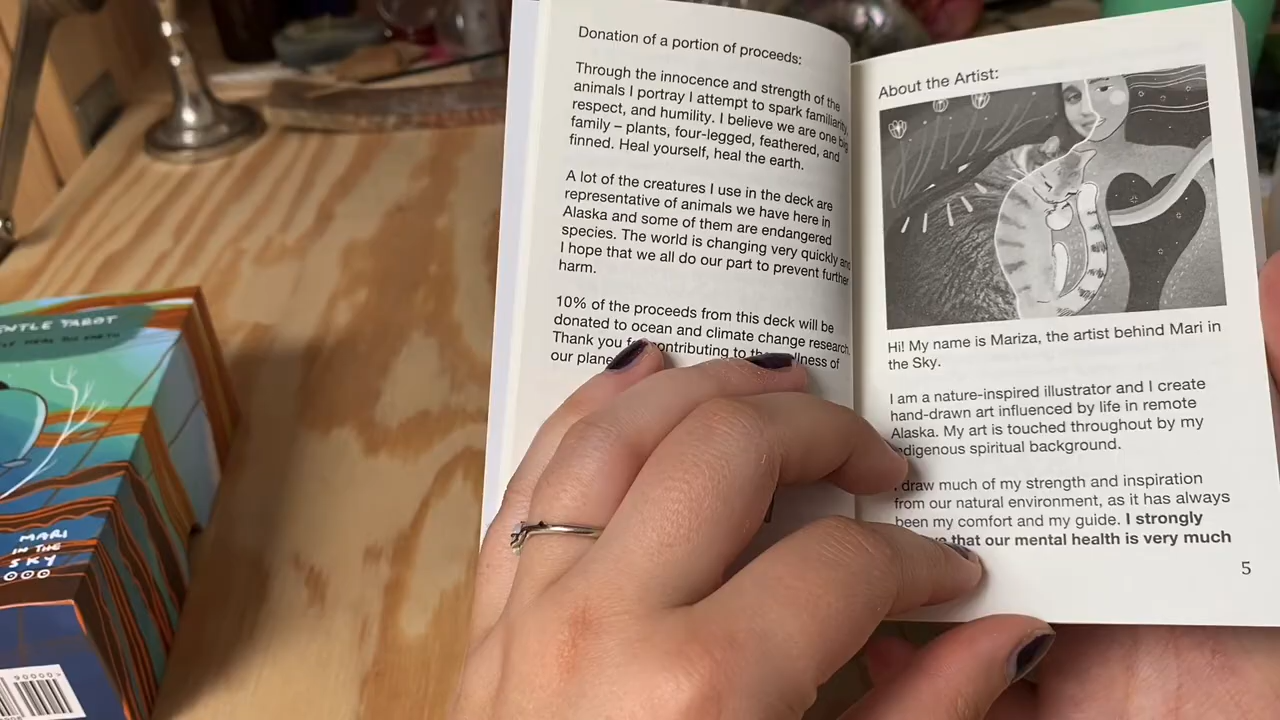 Donation of a portion of proceeds:
Through the innocence and strength of the
animals I portray I attempt to spark familiarity,
respect, and humility. I believe we are one big
family – plants, four-legged, feathered, and
finned. Heal yourself, heal the earth.
A lot of the creatures I use in the deck are
representative of animals we have here in
Alaska and some of them are endangered
species. The world is changing very quickly and
I hope that we all do our part to prevent further
harm.
10% of the proceeds from this deck will be
donated to ocean and climate change research.
Thank you contributing to
our
About the Artist:
Hi! My name is Mariza, the artist behind Mari in
the Sky.
I am a nature-inspired illustrator and I create
hand-drawn art influenced by life in remote
Alaska. My art is touched throughout by my
indigenous spiritual background.
draw much of my strength and inspiration
from our natural environment, as it has always
been my comfort and my guide. I strongly
that our mental health is very much
5
TAROT
MARI
IN THE
SKY
90000>